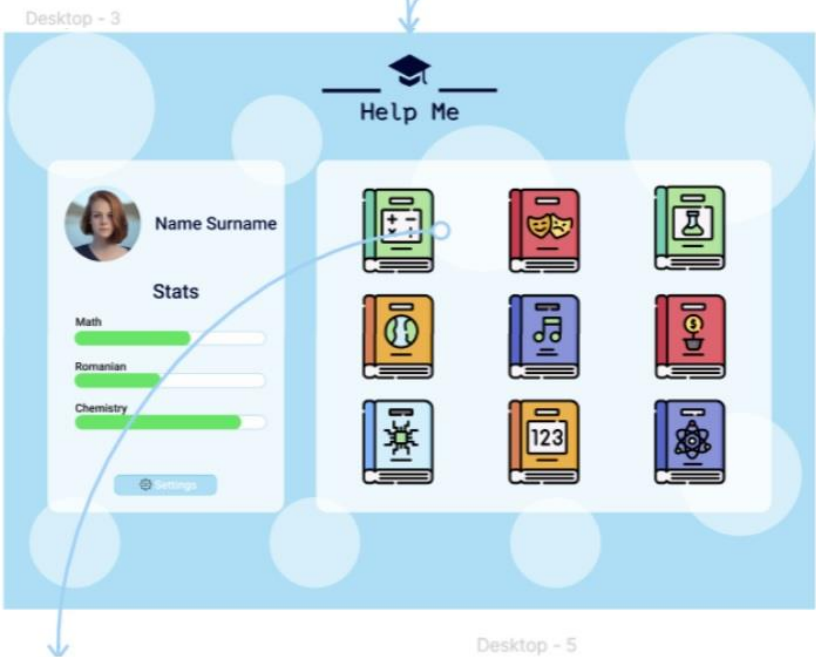 Desktop - 3
Help Me
Name Surname
Stats
Math
Romanian
Chemistry
Settings
123
Desktop - 5